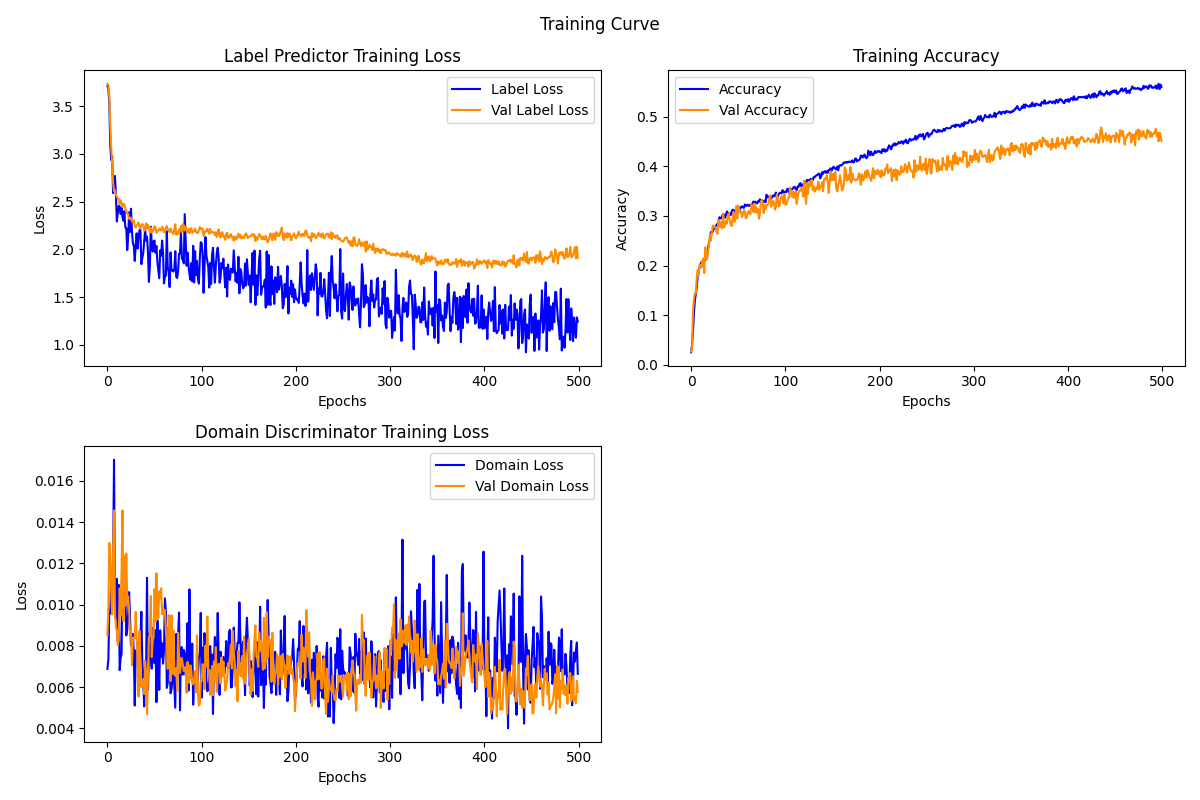 Training Curve
Label Predictor Training Loss
Training Accuracy
Label Loss
Val Label Loss
3.5
3.0
2.5
2.0
1.5
1.0
Loss
0
100
200
300
400
500
Epochs
Accuracy
Val Accuracy
0.5
0.4
0.3
0.2
0.1
0.0
Accuracy
0
100
200
300
400
500
Epochs
Domain Discriminator Training Loss
Domain Loss
Val Domain Loss
0.016
0.014
0.012
0.010
0.008
0.006
0.004
Loss
0
100
200
300
400
500
Epochs